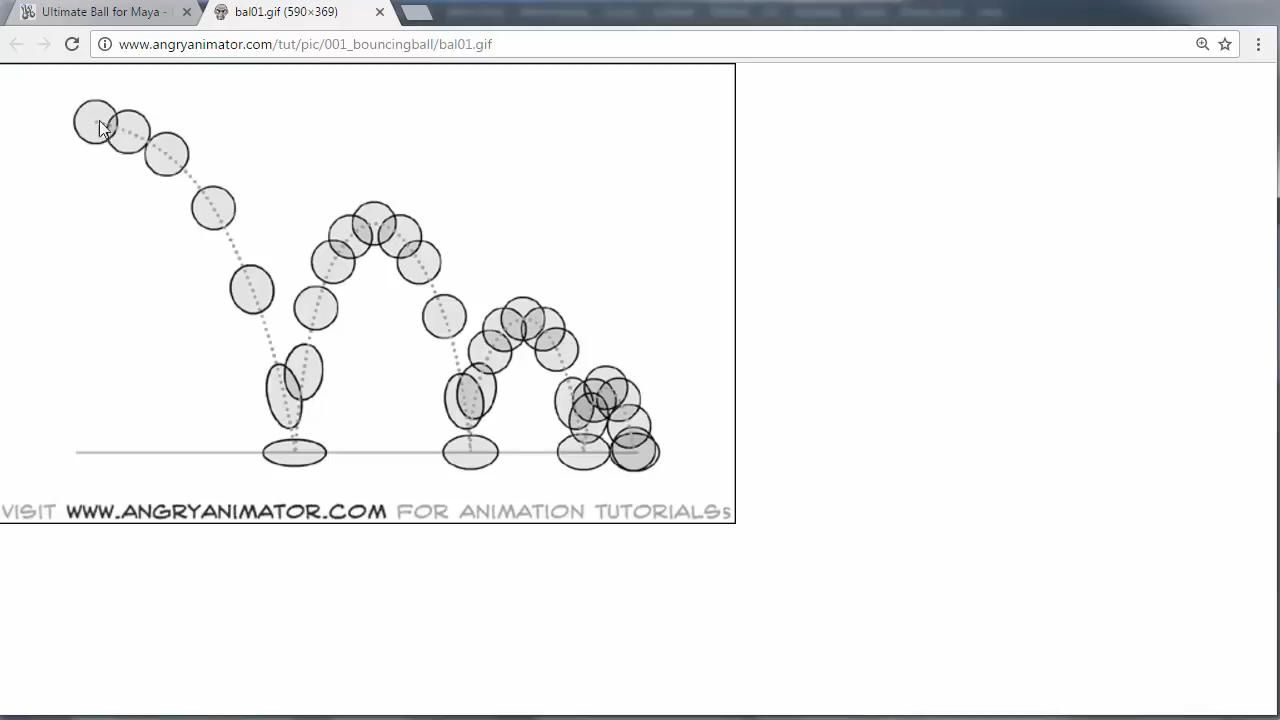 Ultimate Ball for Maya -
bal01.gif (590×369)
www.angryanimator.com/tut/pic/001_bouncingball/bal01.gif
VISIT WWW.ANGRYANIMATOR.COM FOR ANIMATION TUTORIALS